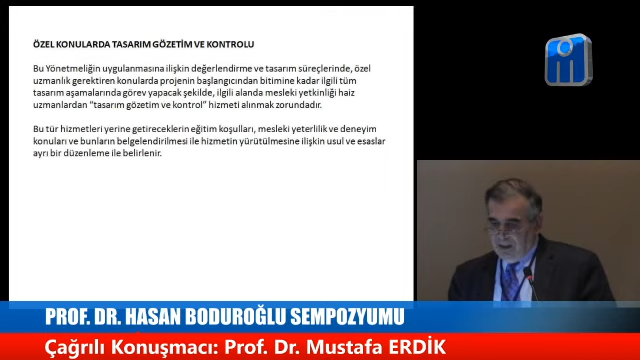 ÖZEL KONULARDA TASARIM GÖZETİM VE KONTROLU
Bu Yönetmeliğin uygulanmasına ilişkin değerlendirme ve tasarım süreçlerinde, özel
uzmanlık gerektiren konularda projenin başlangıcından bitimine kadar ilgili tüm
tasarım aşamalarında görev yapacak şekilde, ilgili alanda mesleki yetkinliği haiz
uzmanlardan “tasarım gözetim ve kontrol” hizmeti alınmak zorundadır.
Bu tür hizmetleri yerine getireceklerin eğitim koşulları, mesleki yeterlilik ve deneyim
konuları ve bunların belgelendirilmesi ile hizmetin yürütülmesine ilişkin usul ve esaslar
ayrı bir düzenleme ile belirlenir.
PROF. DR. HASAN BODUROĞLU SEMPOZYUMU
Çağrılı Konuşmacı: Prof. Dr. Mustafa ERDİK